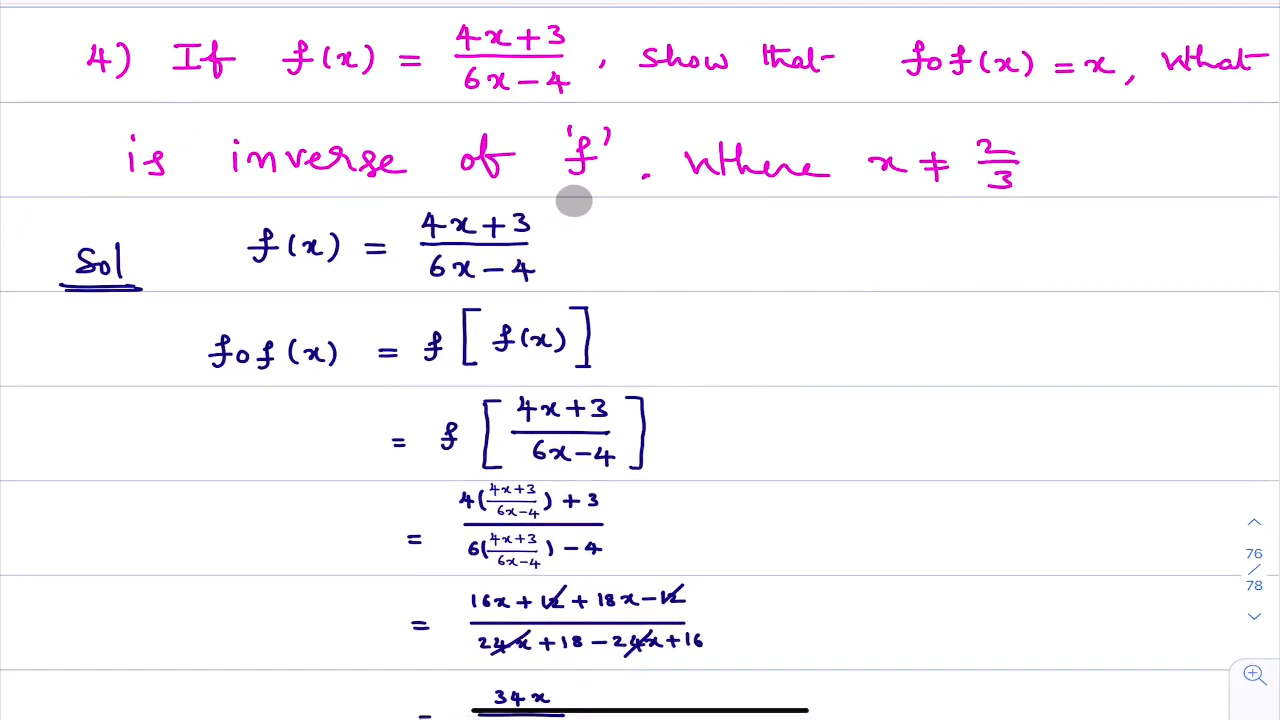 4) If f(x) = (4x+3)/(6x-4), show that fof(x) = x, what
is inverse of 'f'. Where x ≠ 2/3
Sol f(x) = (4x+3)/(6x-4)
fof(x) = f[f(x)]
= f[(4x+3)/(6x-4)]
= (4((4x+3)/(6x-4)) + 3)/(6((4x+3)/(6x-4)) - 4)
= (16x+12+18x-12)/(24x+18-24x+16)
= 34x
76
/
78